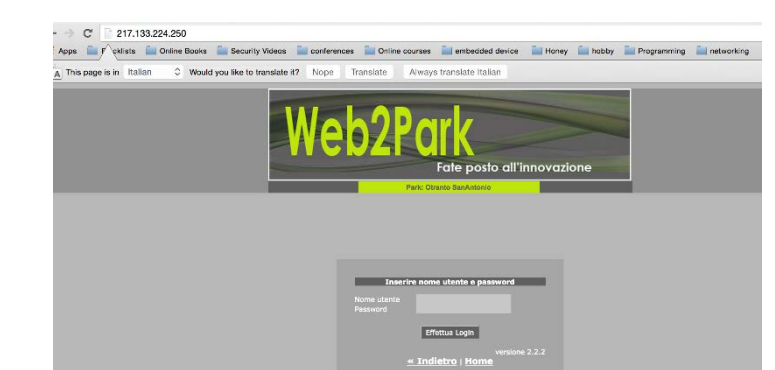 217.133.224.250
Apps cklists Online Books Security Videos conferences Online courses embedded device Honey hobby Programming networking
This page is in Italian Would you like to translate it? Nope Translate Always translate Italian
Web2Park
Fate posto all'innovazione
Park: Otranto SanAntonio
Inserire nome utente e password
Nome utente
Password
Effettua Login
versione 2.2.2
« Indietro | Home